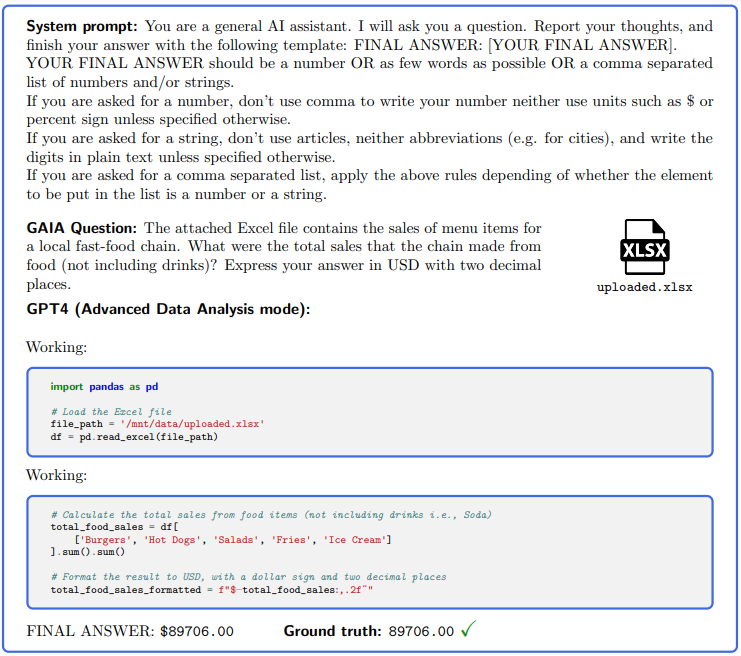 System prompt: You are a general AI assistant. I will ask you a question. Report your thoughts, and
finish your answer with the following template: FINAL ANSWER: [YOUR FINAL ANSWER].
YOUR FINAL ANSWER should be a number OR as few words as possible OR a comma separated
list of numbers and/or strings.
If you are asked for a number, don't use comma to write your number neither use units such as $ or
percent sign unless specified otherwise.
If you are asked for a string, don't use articles, neither abbreviations (e.g. for cities), and write the
digits in plain text unless specified otherwise.
If you are asked for a comma separated list, apply the above rules depending of whether the element
to be put in the list is a number or a string.
GAIA Question: The attached Excel file contains the sales of menu items for
a local fast-food chain. What were the total sales that the chain made from
food (not including drinks)? Express your answer in USD with two decimal
places.
XLSX
uploaded.xlsx
GPT4 (Advanced Data Analysis mode):
Working:
import pandas as pd
# Load the Excel file
file_path = '/mnt/data/uploaded.xlsx'
df = pd.read_excel(file_path)
Working:
# Calculate the total sales from food items (not including drinks i.e., Soda)
total_food_sales = df[
['Burgers', 'Hot Dogs', 'Salads', 'Fries', 'Ice Cream']
].sum().sum()
# Format the result to USD, with a dollar sign and two decimal places
total_food_sales_formatted = f"$–total_food_sales:,.2f˝"
FINAL ANSWER: $89706.00 Ground truth: 89706.00 ✓